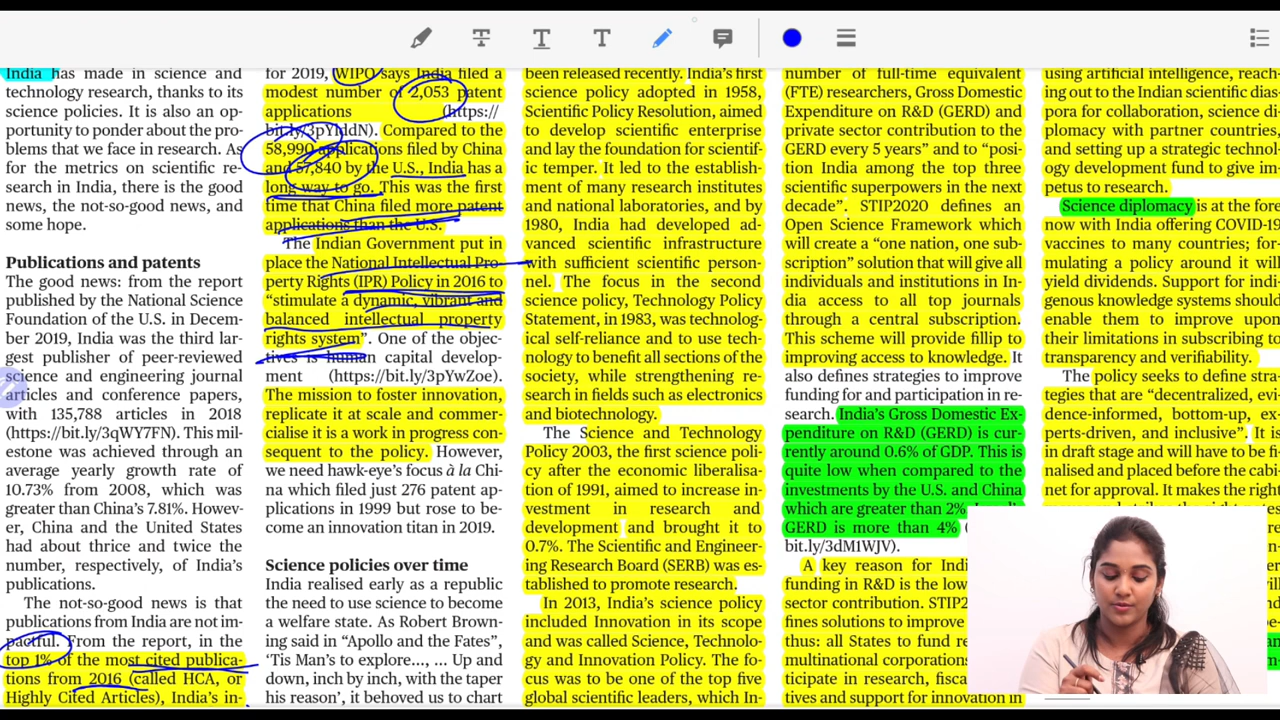 India has made in science and
technology research, thanks to its
science policies. It is also an op-
portunity to ponder about the pro-
blems that we face in research. As
for the metrics on scientific re-
search in India, there is the good
news, the not-so-good news, and
some hope.
Publications and patents
The good news: from the report
published by the National Science
Foundation of the U.S. in Decem-
ber 2019, India was the third lar-
gest publisher of peer-reviewed
science and engineering journal
articles and conference papers,
with 135,788 articles in 2018
(https://bit.ly/3qWY7FN). This mil-
estone was achieved through an
average yearly growth rate of
10.73% from 2008, which was
greater than China's 7.81%. Howev-
er, China and the United States
had about thrice and twice the
number, respectively, of India's
publications.
The not-so-good news is that
publications from India are not im-
pactful. From the report, in the
top 1% of the most cited publica-
tions from 2016 (called HCA, or
Highly Cited Articles), India's in-
for 2019, WIPO says India filed a
modest number of 2,053 patent
applications (https://
Compared to the
58,990 applications filed by China
and 57,840 by the U.S., India has a
long way to go. This was the first
time that China filed more patent
applications than the U.S.
The Indian Government put in
place the National Intellectual Pro-
perty Rights (IPR) Policy in 2016 to
"stimulate a dynamic, vibrant and
balanced intellectual property
rights system". One of the objec-
tives is human capital develop-
ment (https://bit.ly/3pYwZoe).
The mission to foster innovation,
replicate it at scale and commer-
cialise it is a work in progress con-
sequent to the policy. However,
we need hawk-eye's focus à la Chi-
na which filed just 276 patent ap-
plications in 1999 but rose to be-
come an innovation titan in 2019.
Science policies over time
India realised early as a republic
the need to use science to become
a welfare state. As Robert Brown-
ing said in "Apollo and the Fates",
'Tis Man's to explore..., ... Up and
down, inch by inch, with the taper
his reason', it behoved us to chart
been released recently. India's first
science policy adopted in 1958,
Scientific Policy Resolution, aimed
to develop scientific enterprise
and lay the foundation for scientif-
ic temper. It led to the establish-
ment of many research institutes
and national laboratories, and by
1980, India had developed ad-
vanced scientific infrastructure
with sufficient scientific person-
nel. The focus in the second
science policy, Technology Policy
Statement, in 1983, was technolog-
ical self-reliance and to use tech-
nology to benefit all sections of the
society, while strengthening re-
search in fields such as electronics
and biotechnology.
The Science and Technology
Policy 2003, the first science poli-
cy after the economic liberalisa-
tion of 1991, aimed to increase in-
vestment in research and
development and brought it to
0.7%. The Scientific and Engineer-
ing Research Board (SERB) was es-
tablished to promote research.
In 2013, India's science policy
included Innovation in its scope
and was called Science, Technolo-
gy and Innovation Policy. The fo-
cus was to be one of the top five
global scientific leaders, which In-
number of full-time equivalent
(FTE) researchers, Gross Domestic
Expenditure on R&D (GERD) and
private sector contribution to the
GERD every 5 years" and to "posi-
tion India among the top three
scientific superpowers in the next
decade". STIP2020 defines an
Open Science Framework which
will create a "one nation, one sub-
scription" solution that will give all
individuals and institutions in In-
dia access to all top journals
through a central subscription.
This scheme will provide fillip to
improving access to knowledge. It
also defines strategies to improve
funding for and participation in re-
search. India's Gross Domestic Ex-
penditure on R&D (GERD) is cur-
rently around 0.6% of GDP. This is
quite low when compared to the
investments by the U.S. and China
which are greater than 2%.
GERD is more than 4%
bit.ly/3dM1WJV).
A key reason for
funding in R&D is the low
sector contribution.
fines solutions to improve
thus: all States to fund
multinational
ticipate in research,
tives and support for innovation in
using artificial intelligence, reach-
ing out to the Indian scientific dias-
pora for collaboration, science di-
plomacy with partner countries,
and setting up a strategic technol-
ogy development fund to give im-
petus to research.
Science diplomacy is at the fore
now with India offering COVID-19
vaccines to many countries; for-
mulating a policy around it will
yield dividends. Support for indi-
genous knowledge systems should
enable them to improve upon
their limitations in subscribing to
transparency and verifiability.
The policy seeks to define stra-
tegies that are "decentralized, evi-
dence-informed, bottom-up, ex-
perts-driven, and inclusive". It is
in draft stage and will have to be fi-
nalised and placed before the cabi-
net for approval. It makes the right